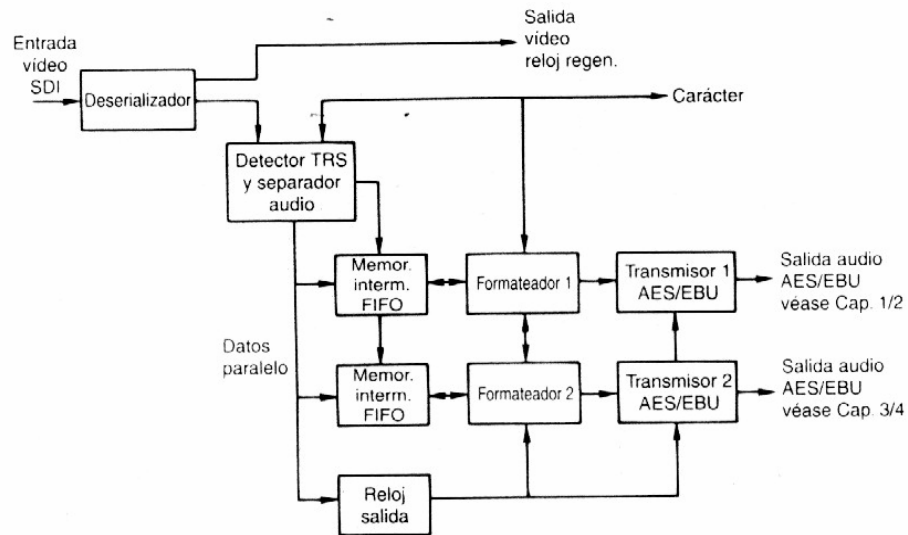 Entrada
vídeo
SDI
Deserializador
Salida
vídeo
reloj regen.
Carácter
Detector TRS
y separador
audio
Memor.
interm.
FIFO
Formateador 1
Transmisor 1
AES/EBU
Salida audio
AES/EBU
véase Cap. 1/2
Datos
paralelo
Memor.
interm.
FIFO
Formateador 2
Transmisor 2
AES/EBU
Salida audio
AES/EBU
véase Cap. 3/4
Reloj
salida